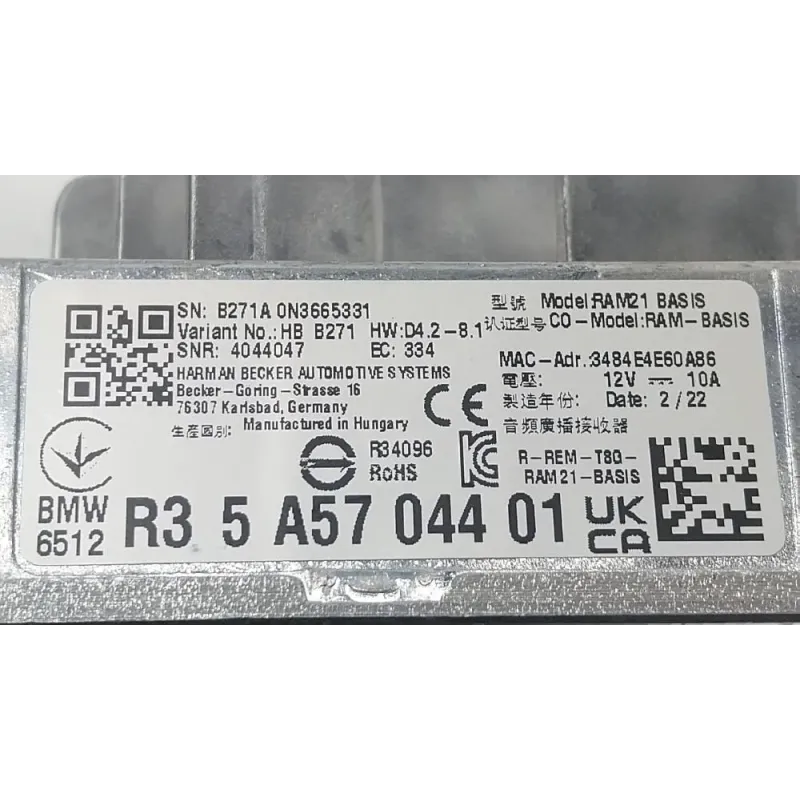 SN: B271A 0N3665331
Variant No.: HB B271 HW:D4.2-8.1
SNR: 4044047 EC: 334
HARMAN BECKER AUTOMOTIVE SYSTEMS
Becker-Goring-Strasse 16
76307 Karlsbad, Germany
生產國別: Manufactured in Hungary
型號 Model:RAM21 BASIS
认证型号 CO-Model:RAM-BASIS
MAC-Adr.:3484E4E60A86
電壓: 12V 10A
製造年份: Date: 2/22
音頻廣播接收器
CE
R34096
RoHS
R-REM-T8G-
RAM21-BASIS
BMW
6512
R3 5 A57 044 01
UK
CA